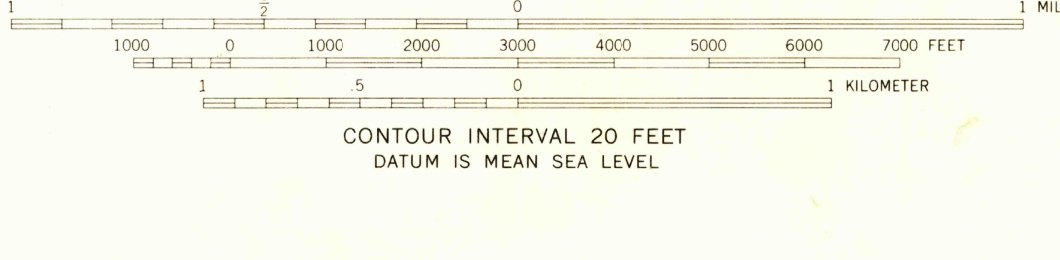 1 1/2 0 1 MIL
1000 0 1000 2000 3000 4000 5000 6000 7000 FEET
1 .5 0 1 KILOMETER
CONTOUR INTERVAL 20 FEET
DATUM IS MEAN SEA LEVEL